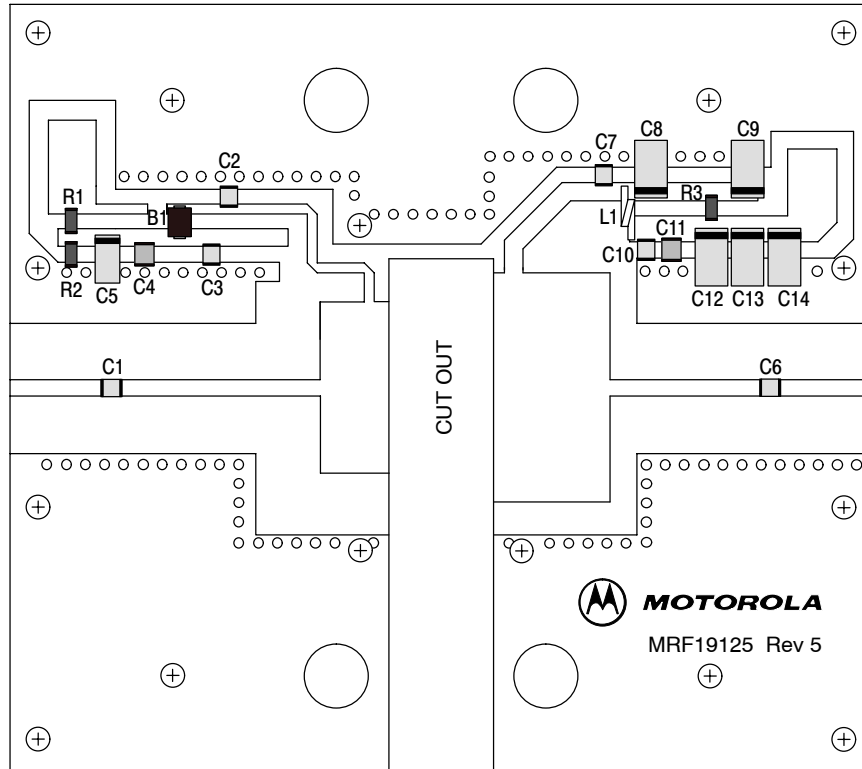 C7 C8 C9
C2
R1 B1 R3
L1
C11
R2 C5 C4 C3 C10
C12 C13 C14
C1 C6
CUT OUT
MOTOROLA
MRF19125 Rev 5